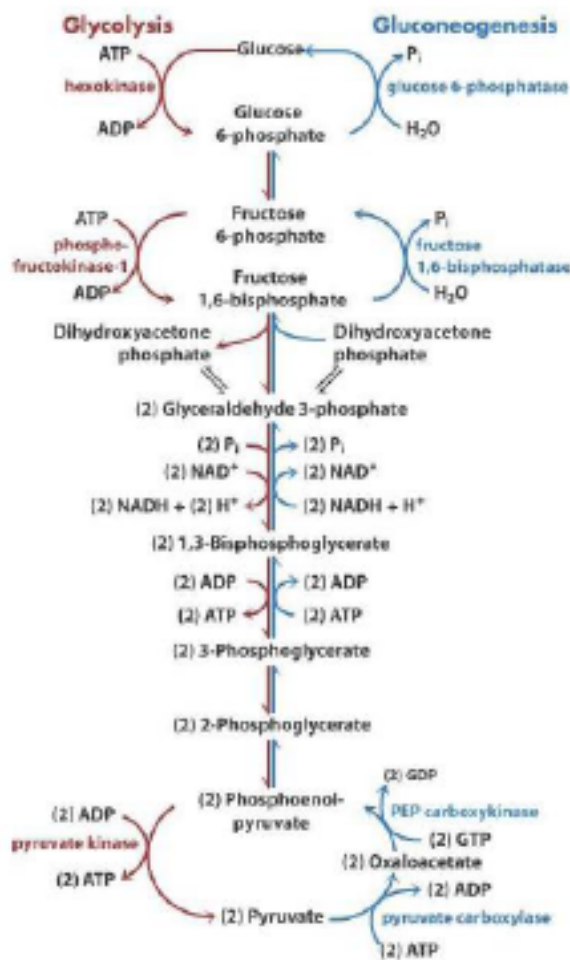 Glycolysis
Gluconeogenesis
ATP
Glucose
Pi
hexokinase
glucose 6-phosphatase
ADP
Glucose
6-phosphate
H₂O
ATP
Fructose
6-phosphate
Pi
phospho-
fructokinase-1
fructose
1,6-bisphosphatase
ADP
Fructose
1,6-bisphosphate
H₂O
Dihydroxyacetone
phosphate
Dihydroxyacetone
phosphate
(2) Glyceraldehyde 3-phosphate
(2) Pi
(2) Pi
(2) NAD⁺
(2) NAD⁺
(2) NADH + (2) H⁺
(2) NADH + H⁺
(2) 1,3-Bisphosphoglycerate
(2) ADP
(2) ADP
(2) ATP
(2) ATP
(2) 3-Phosphoglycerate
(2) 2-Phosphoglycerate
(2) GDP
(2) ADP
(2) Phosphoenol-
pyruvate
PEP carboxykinase
pyruvate kinase
(2) GTP
(2) Oxaloacetate
(2) ATP
(2) ADP
(2) Pyruvate
pyruvate carboxylase
(2) ATP